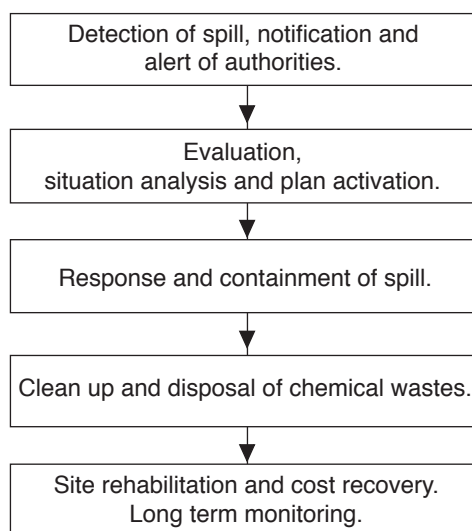 Detection of spill, notification and
alert of authorities.
Evaluation,
situation analysis and plan activation.
Response and containment of spill.
Clean up and disposal of chemical wastes.
Site rehabilitation and cost recovery.
Long term monitoring.